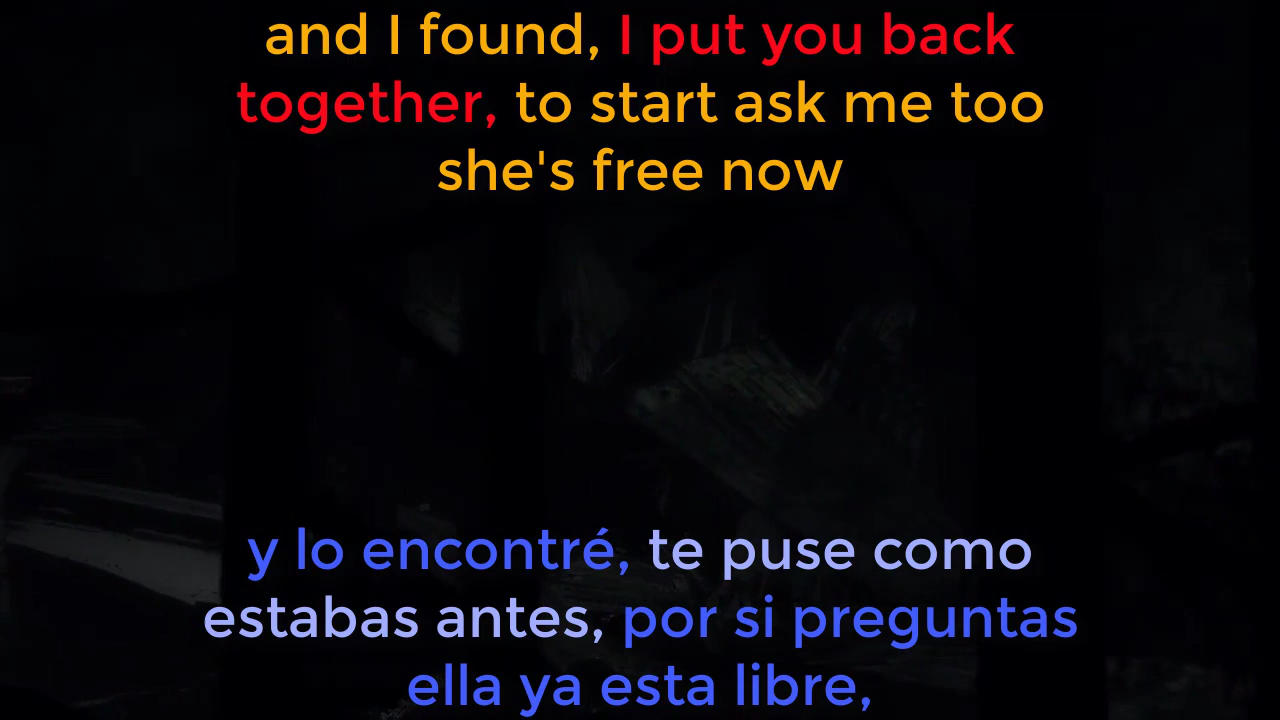 and I found, I put you back
together, to start ask me too
she's free now
y lo encontré, te puse como
estabas antes, por si preguntas
ella ya esta libre,